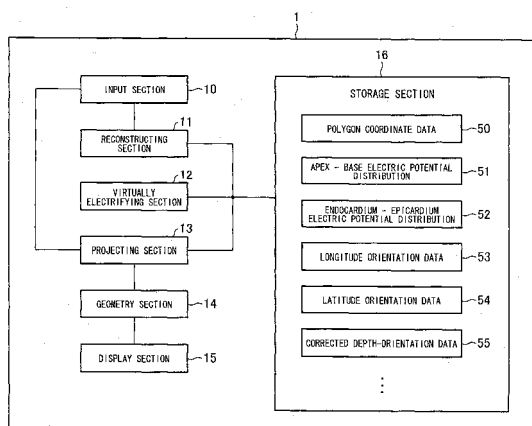 1
INPUT SECTION
10
11
RECONSTRUCTING
SECTION
12
VIRTUALLY
ELECTRIFYING SECTION
13
PROJECTING SECTION
GEOMETRY SECTION
14
DISPLAY SECTION
15
16
STORAGE SECTION
POLYGON COORDINATE DATA
50
APEX - BASE ELECTRIC POTENTIAL
DISTRIBUTION
51
ENDOCARDIUM - EPICARDIUM
ELECTRIC POTENTIAL DISTRIBUTION
52
LONGITUDE ORIENTATION DATA
53
LATITUDE ORIENTATION DATA
54
CORRECTED DEPTH-ORIENTATION DATA
55